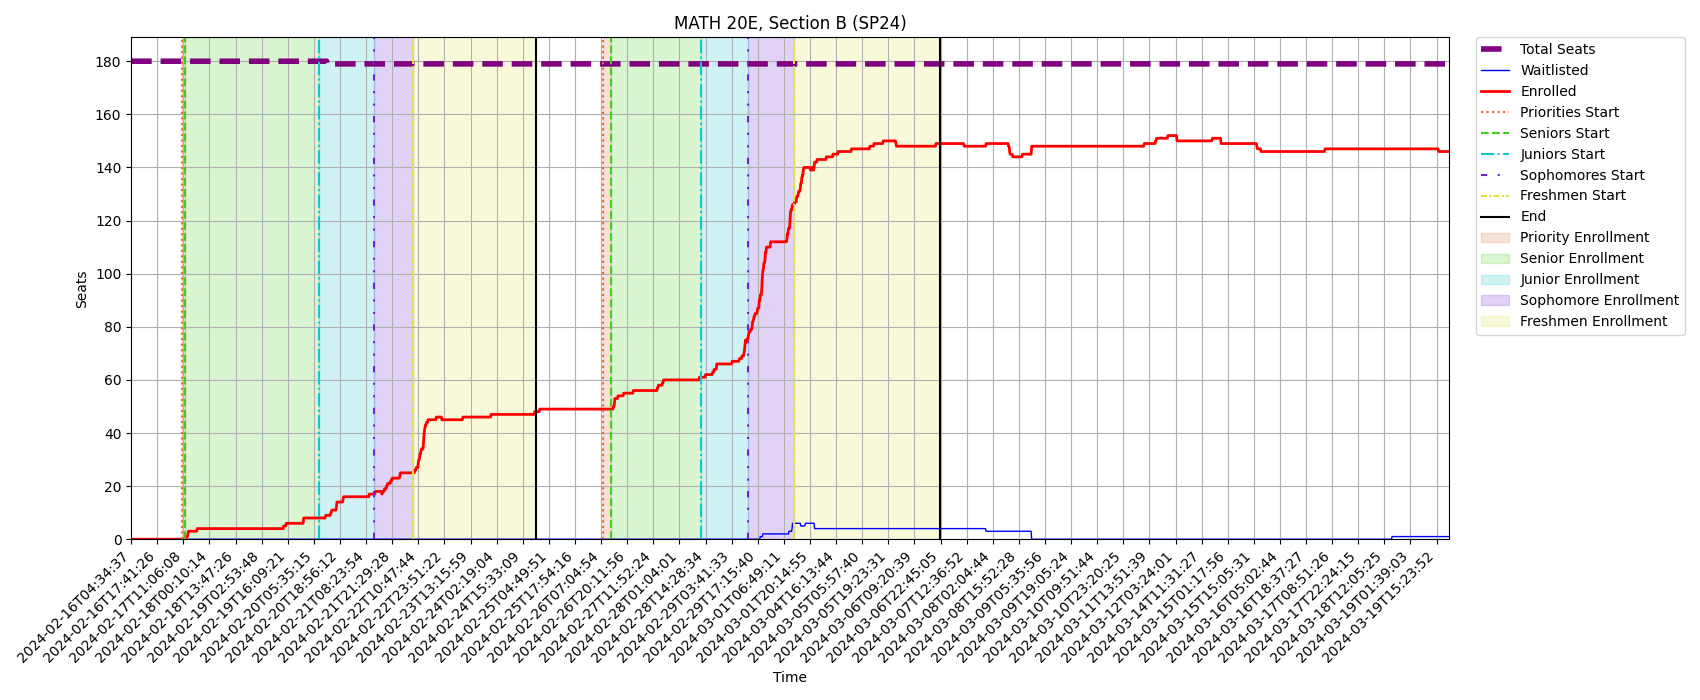 MATH 20E, Section B (SP24)
Seats
180
160
140
120
100
80
60
40
20
0
2024-02-16T04:34:37
2024-02-16T17:41:26
2024-02-17T11:06:08
2024-02-18T00:10:14
2024-02-18T13:47:26
2024-02-19T02:53:48
2024-02-19T16:09:21
2024-02-20T05:35:15
2024-02-20T18:56:12
2024-02-21T08:23:54
2024-02-21T21:29:28
2024-02-22T10:47:44
2024-02-22T23:51:22
2024-02-23T13:15:59
2024-02-24T02:19:04
2024-02-24T15:33:09
2024-02-25T04:49:51
2024-02-25T17:54:16
2024-02-26T07:04:54
2024-02-26T20:11:56
2024-02-27T11:52:24
2024-02-28T01:04:01
2024-02-28T14:28:34
2024-02-29T03:41:33
2024-02-29T17:15:40
2024-03-01T06:49:11
2024-03-01T20:14:55
2024-03-04T16:13:44
2024-03-05T05:57:40
2024-03-05T19:23:31
2024-03-06T09:20:39
2024-03-06T22:45:05
2024-03-07T12:36:52
2024-03-08T02:04:44
2024-03-08T15:52:28
2024-03-09T05:35:56
2024-03-09T19:05:24
2024-03-10T09:51:44
2024-03-10T23:20:25
2024-03-11T13:51:39
2024-03-12T03:24:01
2024-03-14T11:31:27
2024-03-15T01:17:56
2024-03-15T15:05:31
2024-03-16T05:02:44
2024-03-16T18:37:27
2024-03-17T08:51:26
2024-03-17T22:24:15
2024-03-18T12:05:25
2024-03-19T01:39:03
2024-03-19T15:23:52
Time
Total Seats
Waitlisted
Enrolled
Priorities Start
Seniors Start
Juniors Start
Sophomores Start
Freshmen Start
End
Priority Enrollment
Senior Enrollment
Junior Enrollment
Sophomore Enrollment
Freshmen Enrollment